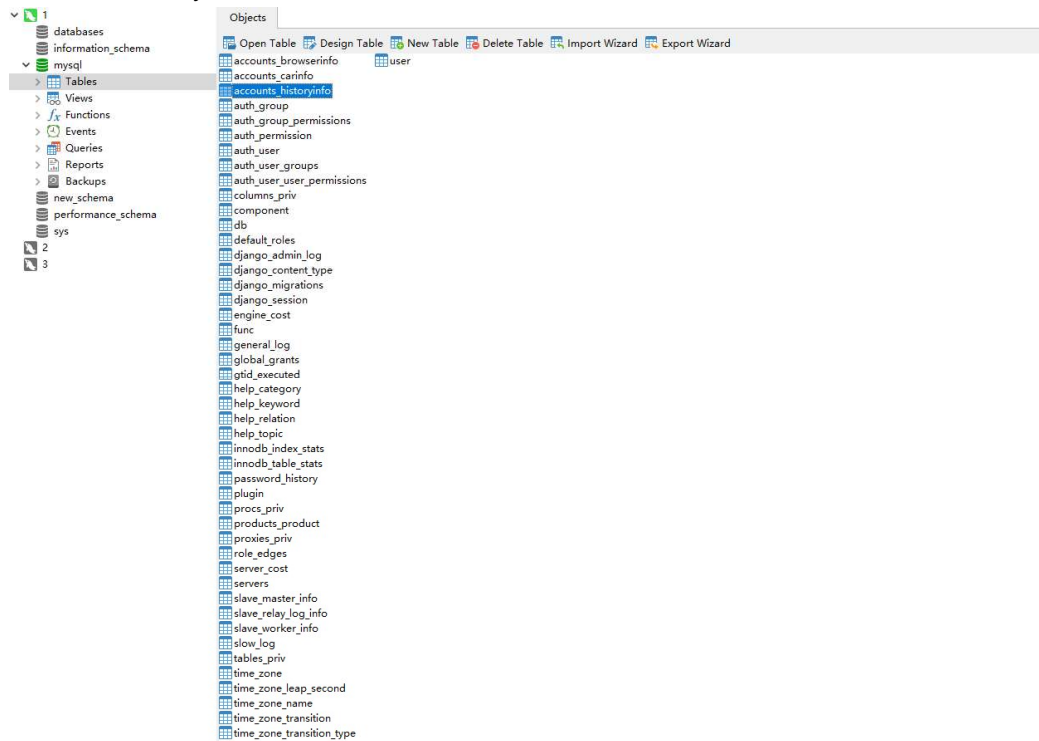 1
databases
information_schema
mysql
Tables
Views
fx Functions
Events
Queries
Reports
Backups
new_schema
performance_schema
sys
2
3
Objects
Open Table Design Table New Table Delete Table Import Wizard Export Wizard
accounts_browserinfo
accounts_carinfo
accounts_historyinfo
auth_group
auth_group_permissions
auth_permission
auth_user
auth_user_groups
auth_user_user_permissions
columns_priv
component
db
default_roles
django_admin_log
django_content_type
django_migrations
django_session
engine_cost
func
general_log
global_grants
gtid_executed
help_category
help_keyword
help_relation
help_topic
innodb_index_stats
innodb_table_stats
password_history
plugin
procs_priv
products_product
proxies_priv
role_edges
server_cost
servers
slave_master_info
slave_relay_log_info
slave_worker_info
slow_log
tables_priv
time_zone
time_zone_leap_second
time_zone_name
time_zone_transition
time_zone_transition_type
user